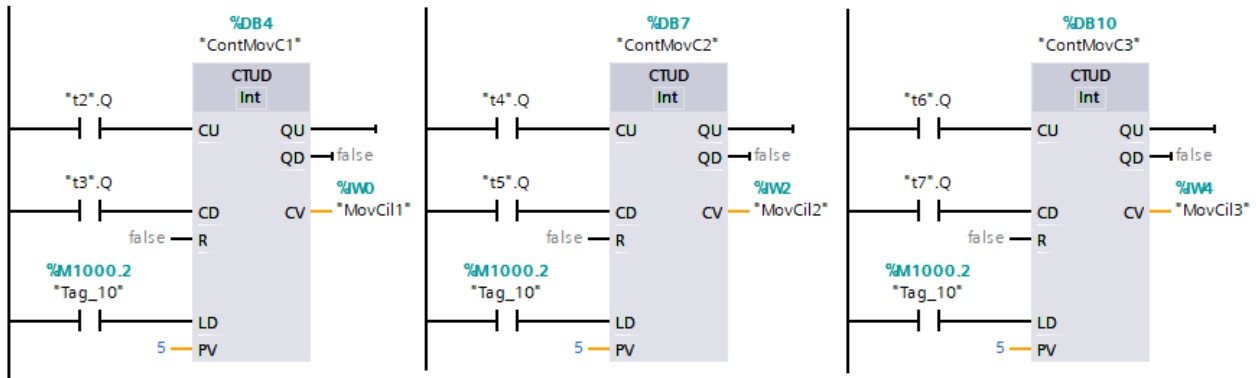 %DB4
"ContMovC1"
CTUD
Int
"t2".Q
CU
QU
QD
false
"t3".Q
%IW0
CD
CV
"MovCil1"
false
R
%M1000.2
"Tag_10"
LD
5
PV
%DB7
"ContMovC2"
CTUD
Int
"t4".Q
CU
QU
QD
false
"t5".Q
%IW2
CD
CV
"MovCil2"
false
R
%M1000.2
"Tag_10"
LD
5
PV
%DB10
"ContMovC3"
CTUD
Int
"t6".Q
CU
QU
QD
false
"t7".Q
%IW4
CD
CV
"MovCil3"
false
R
%M1000.2
"Tag_10"
LD
5
PV